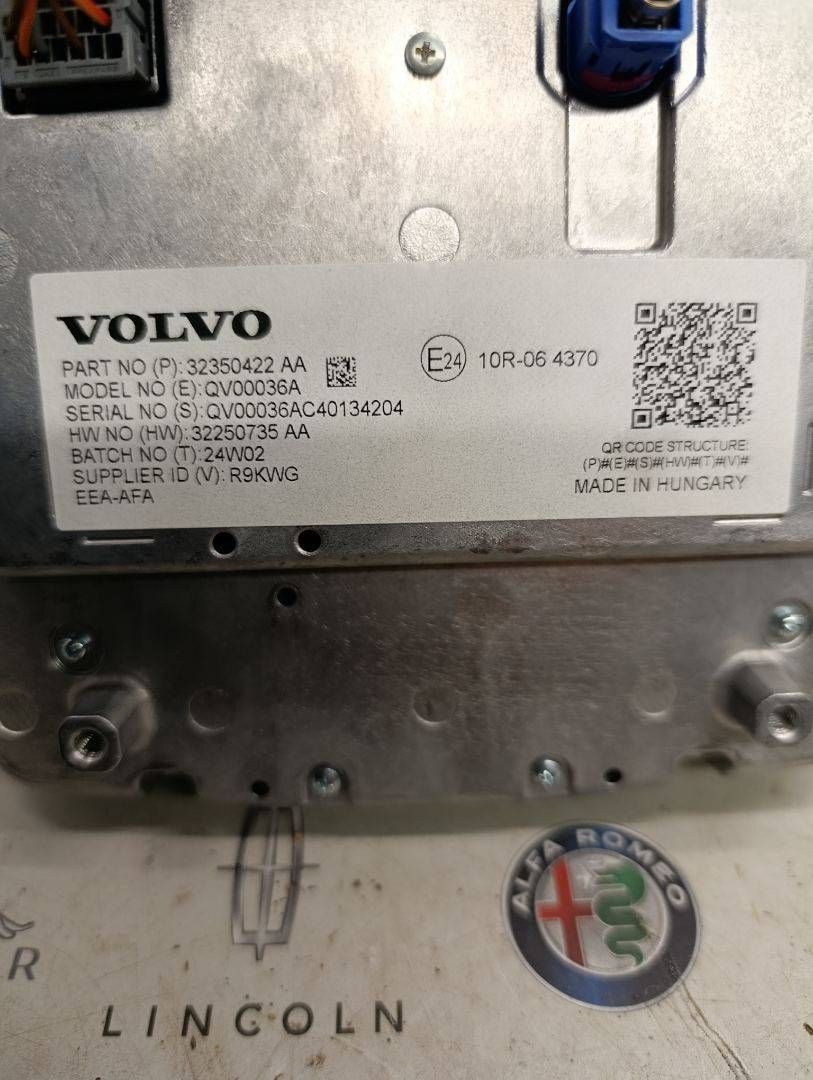 VOLVO
PART NO (P): 32350422 AA
MODEL NO (E): QV00036A
SERIAL NO (S): QV00036AC40134204
HW NO (HW): 32250735 AA
BATCH NO (T): 24W02
SUPPLIER ID (V): R9KWG
EEA-AFA
E24 10R-06 4370
QR CODE STRUCTURE:
(P)#(E)#(S)#(HW)#(T)#(V)#
MADE IN HUNGARY
ALFA ROMEO
R
LINCOLN